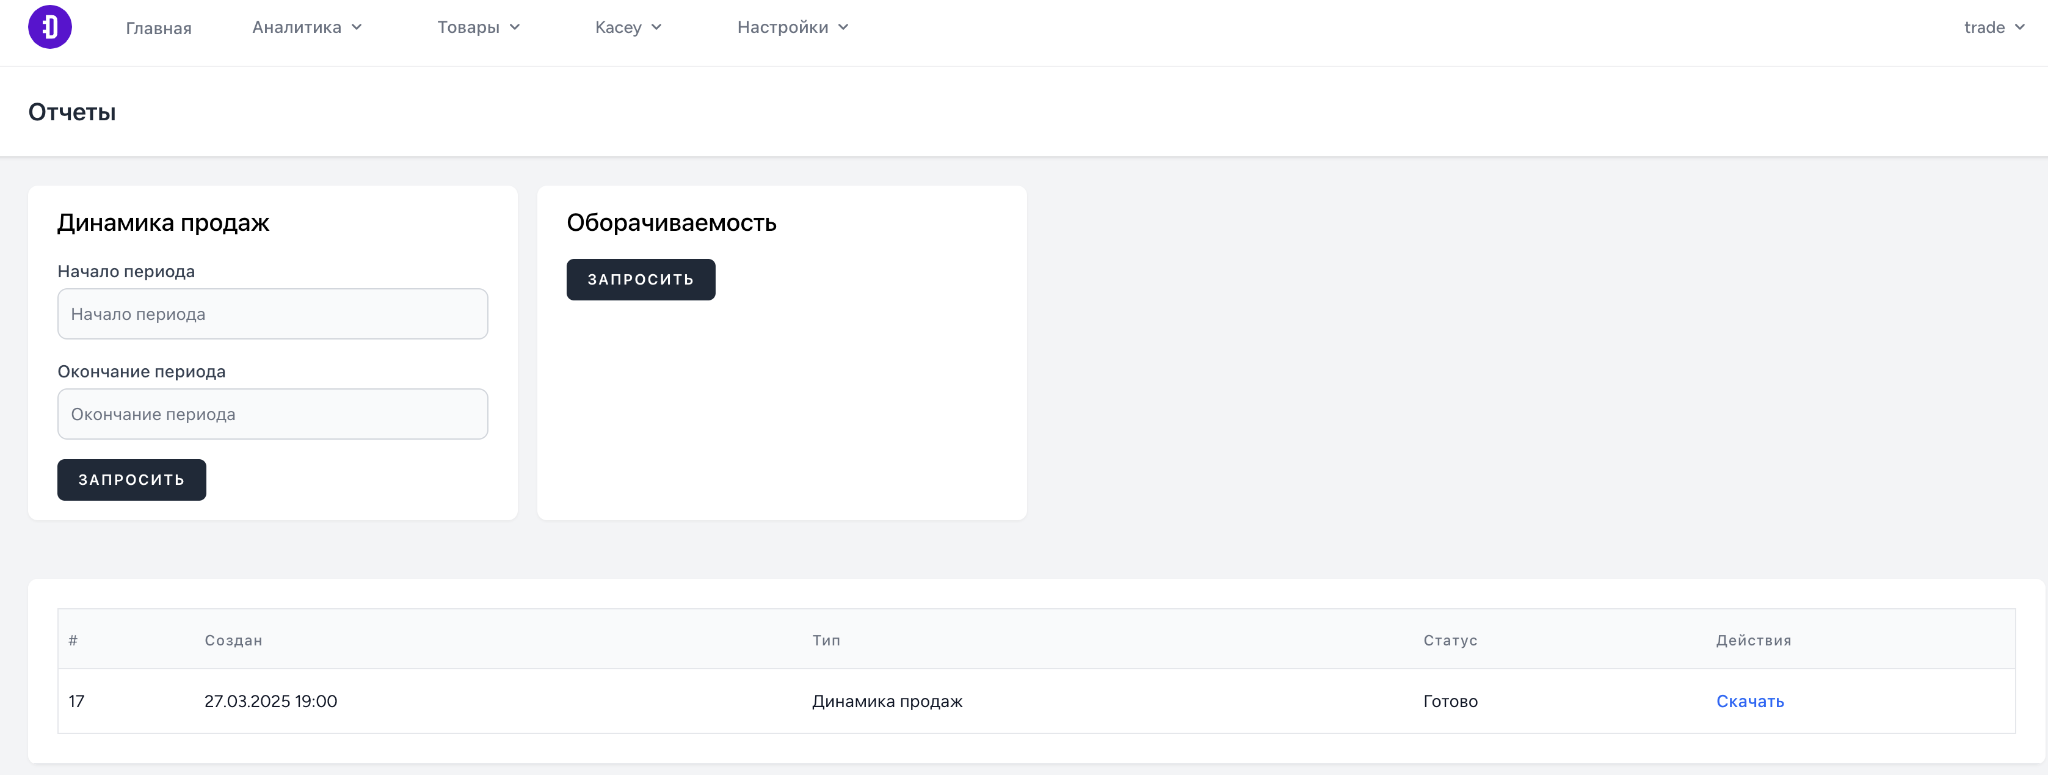 Главная Аналитика Товары Kacey Настройки trade
Отчеты
Динамика продаж
Начало периода
Начало периода
Окончание периода
Окончание периода
ЗАПРОСИТЬ
Оборачиваемость
ЗАПРОСИТЬ
# Создан Тип Статус Действия
17 27.03.2025 19:00 Динамика продаж Готово Скачать